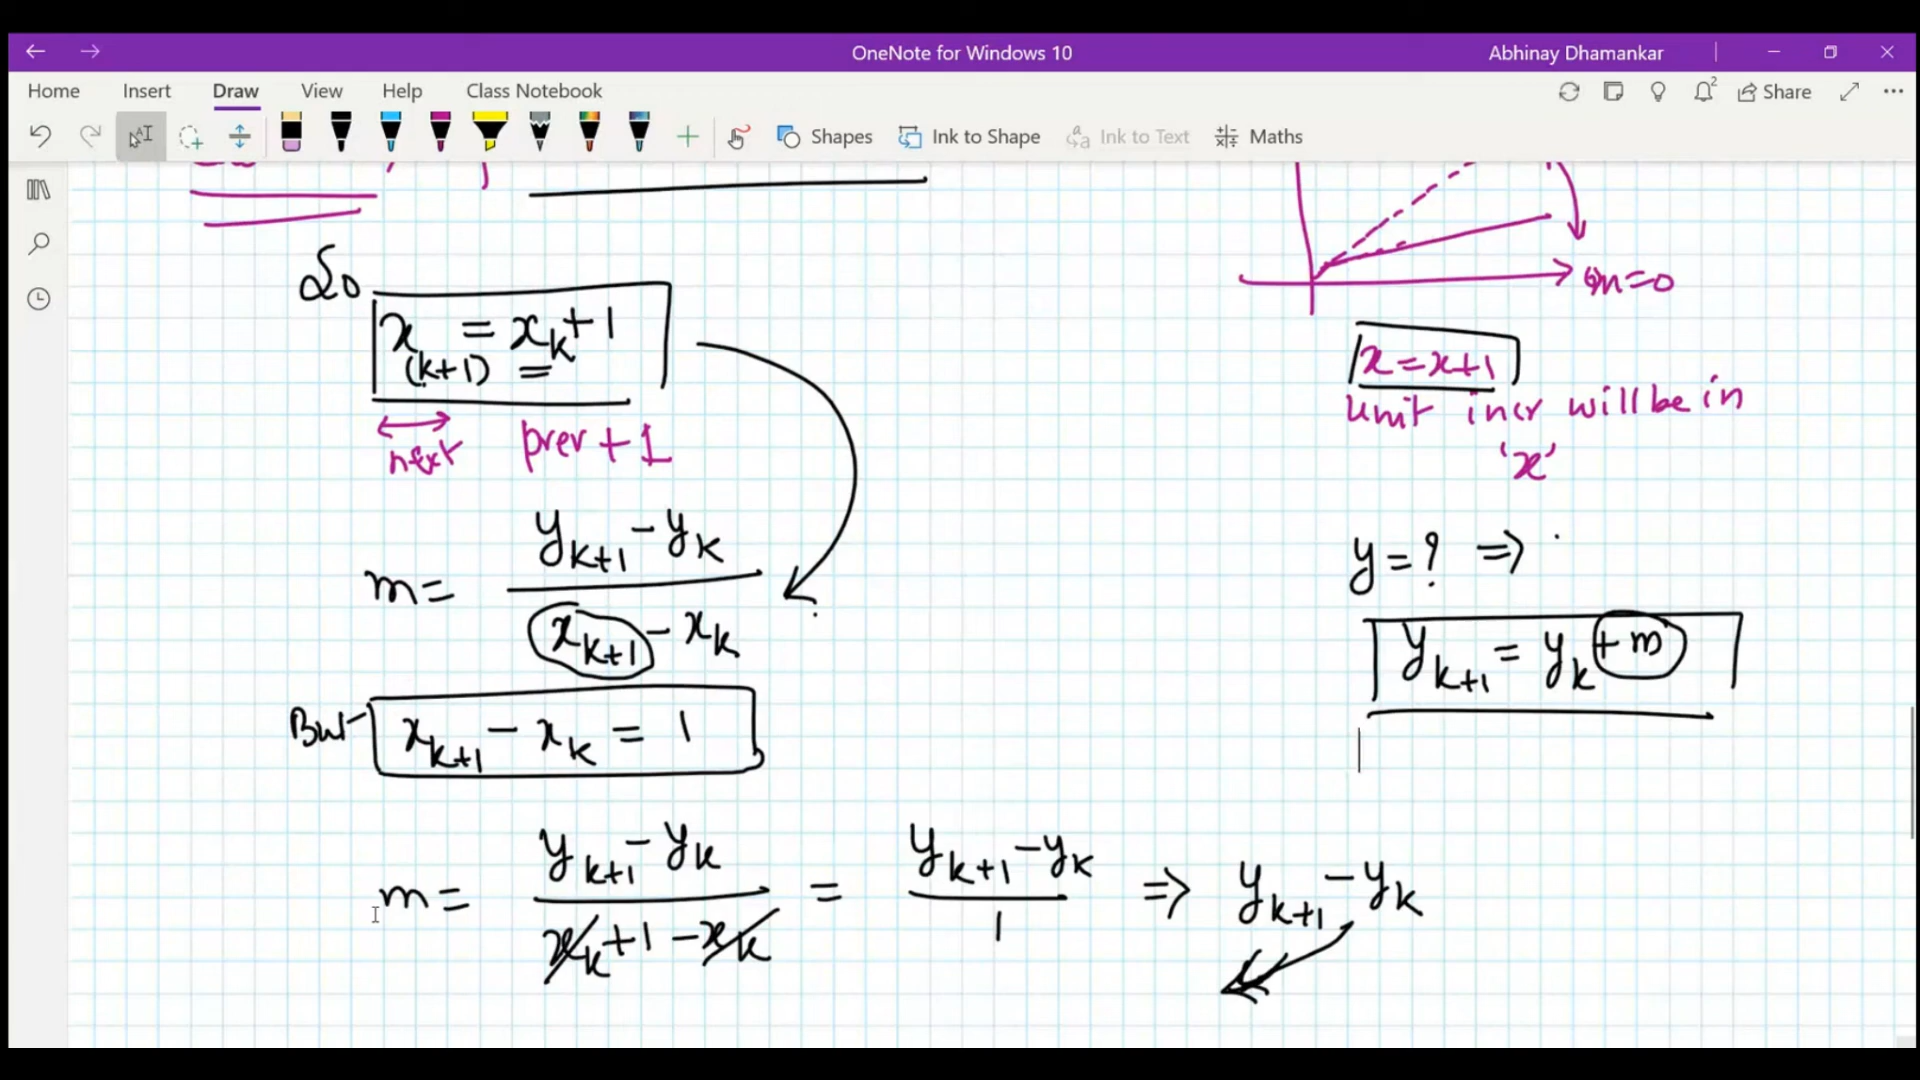 OneNote for Windows 10
Abhinay Dhamankar
Home Insert Draw View Help Class Notebook
2 Share
Shapes Ink to Shape Ink to Text Maths
So
x(k+1) = xk+1
=
next prev + 1
m = yk+1 - yk / xk+1 - xk
But xk+1 - xk = 1
m = yk+1 - yk / xk+1 - xk = yk+1 - yk / 1 => yk+1 - yk
m=0
x=x+1
unit incr will be in
'x'
y = ? =>
yk+1 = yk + m